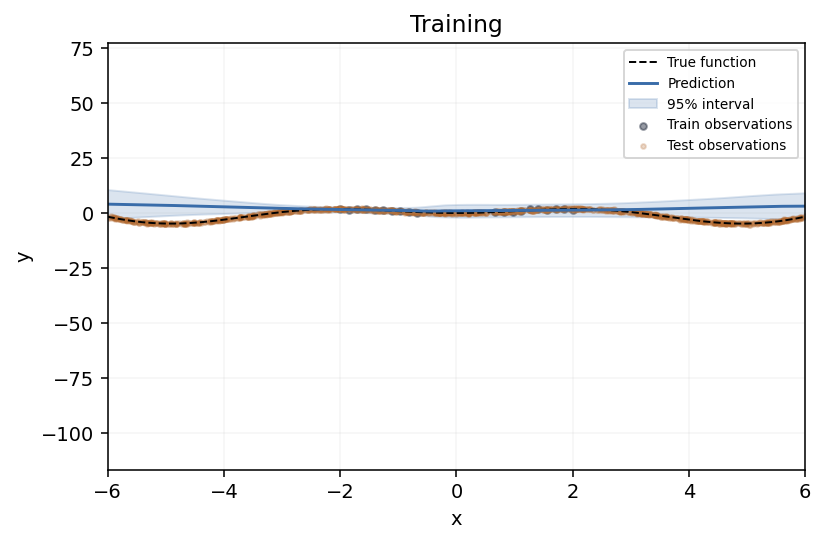 Training
75
50
25
0
−25
−50
−75
−100
y
−6
−4
−2
0
2
4
6
x
True function
Prediction
95% interval
Train observations
Test observations